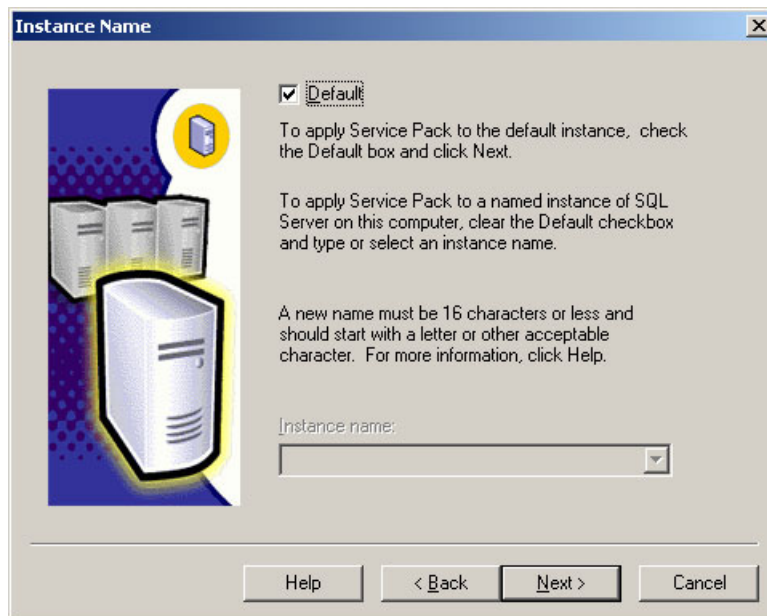 Instance Name
Default
To apply Service Pack to the default instance, check
the Default box and click Next.
To apply Service Pack to a named instance of SQL
Server on this computer, clear the Default checkbox
and type or select an instance name.
A new name must be 16 characters or less and
should start with a letter or other acceptable
character. For more information, click Help.
Instance name:
Help
< Back
Next >
Cancel